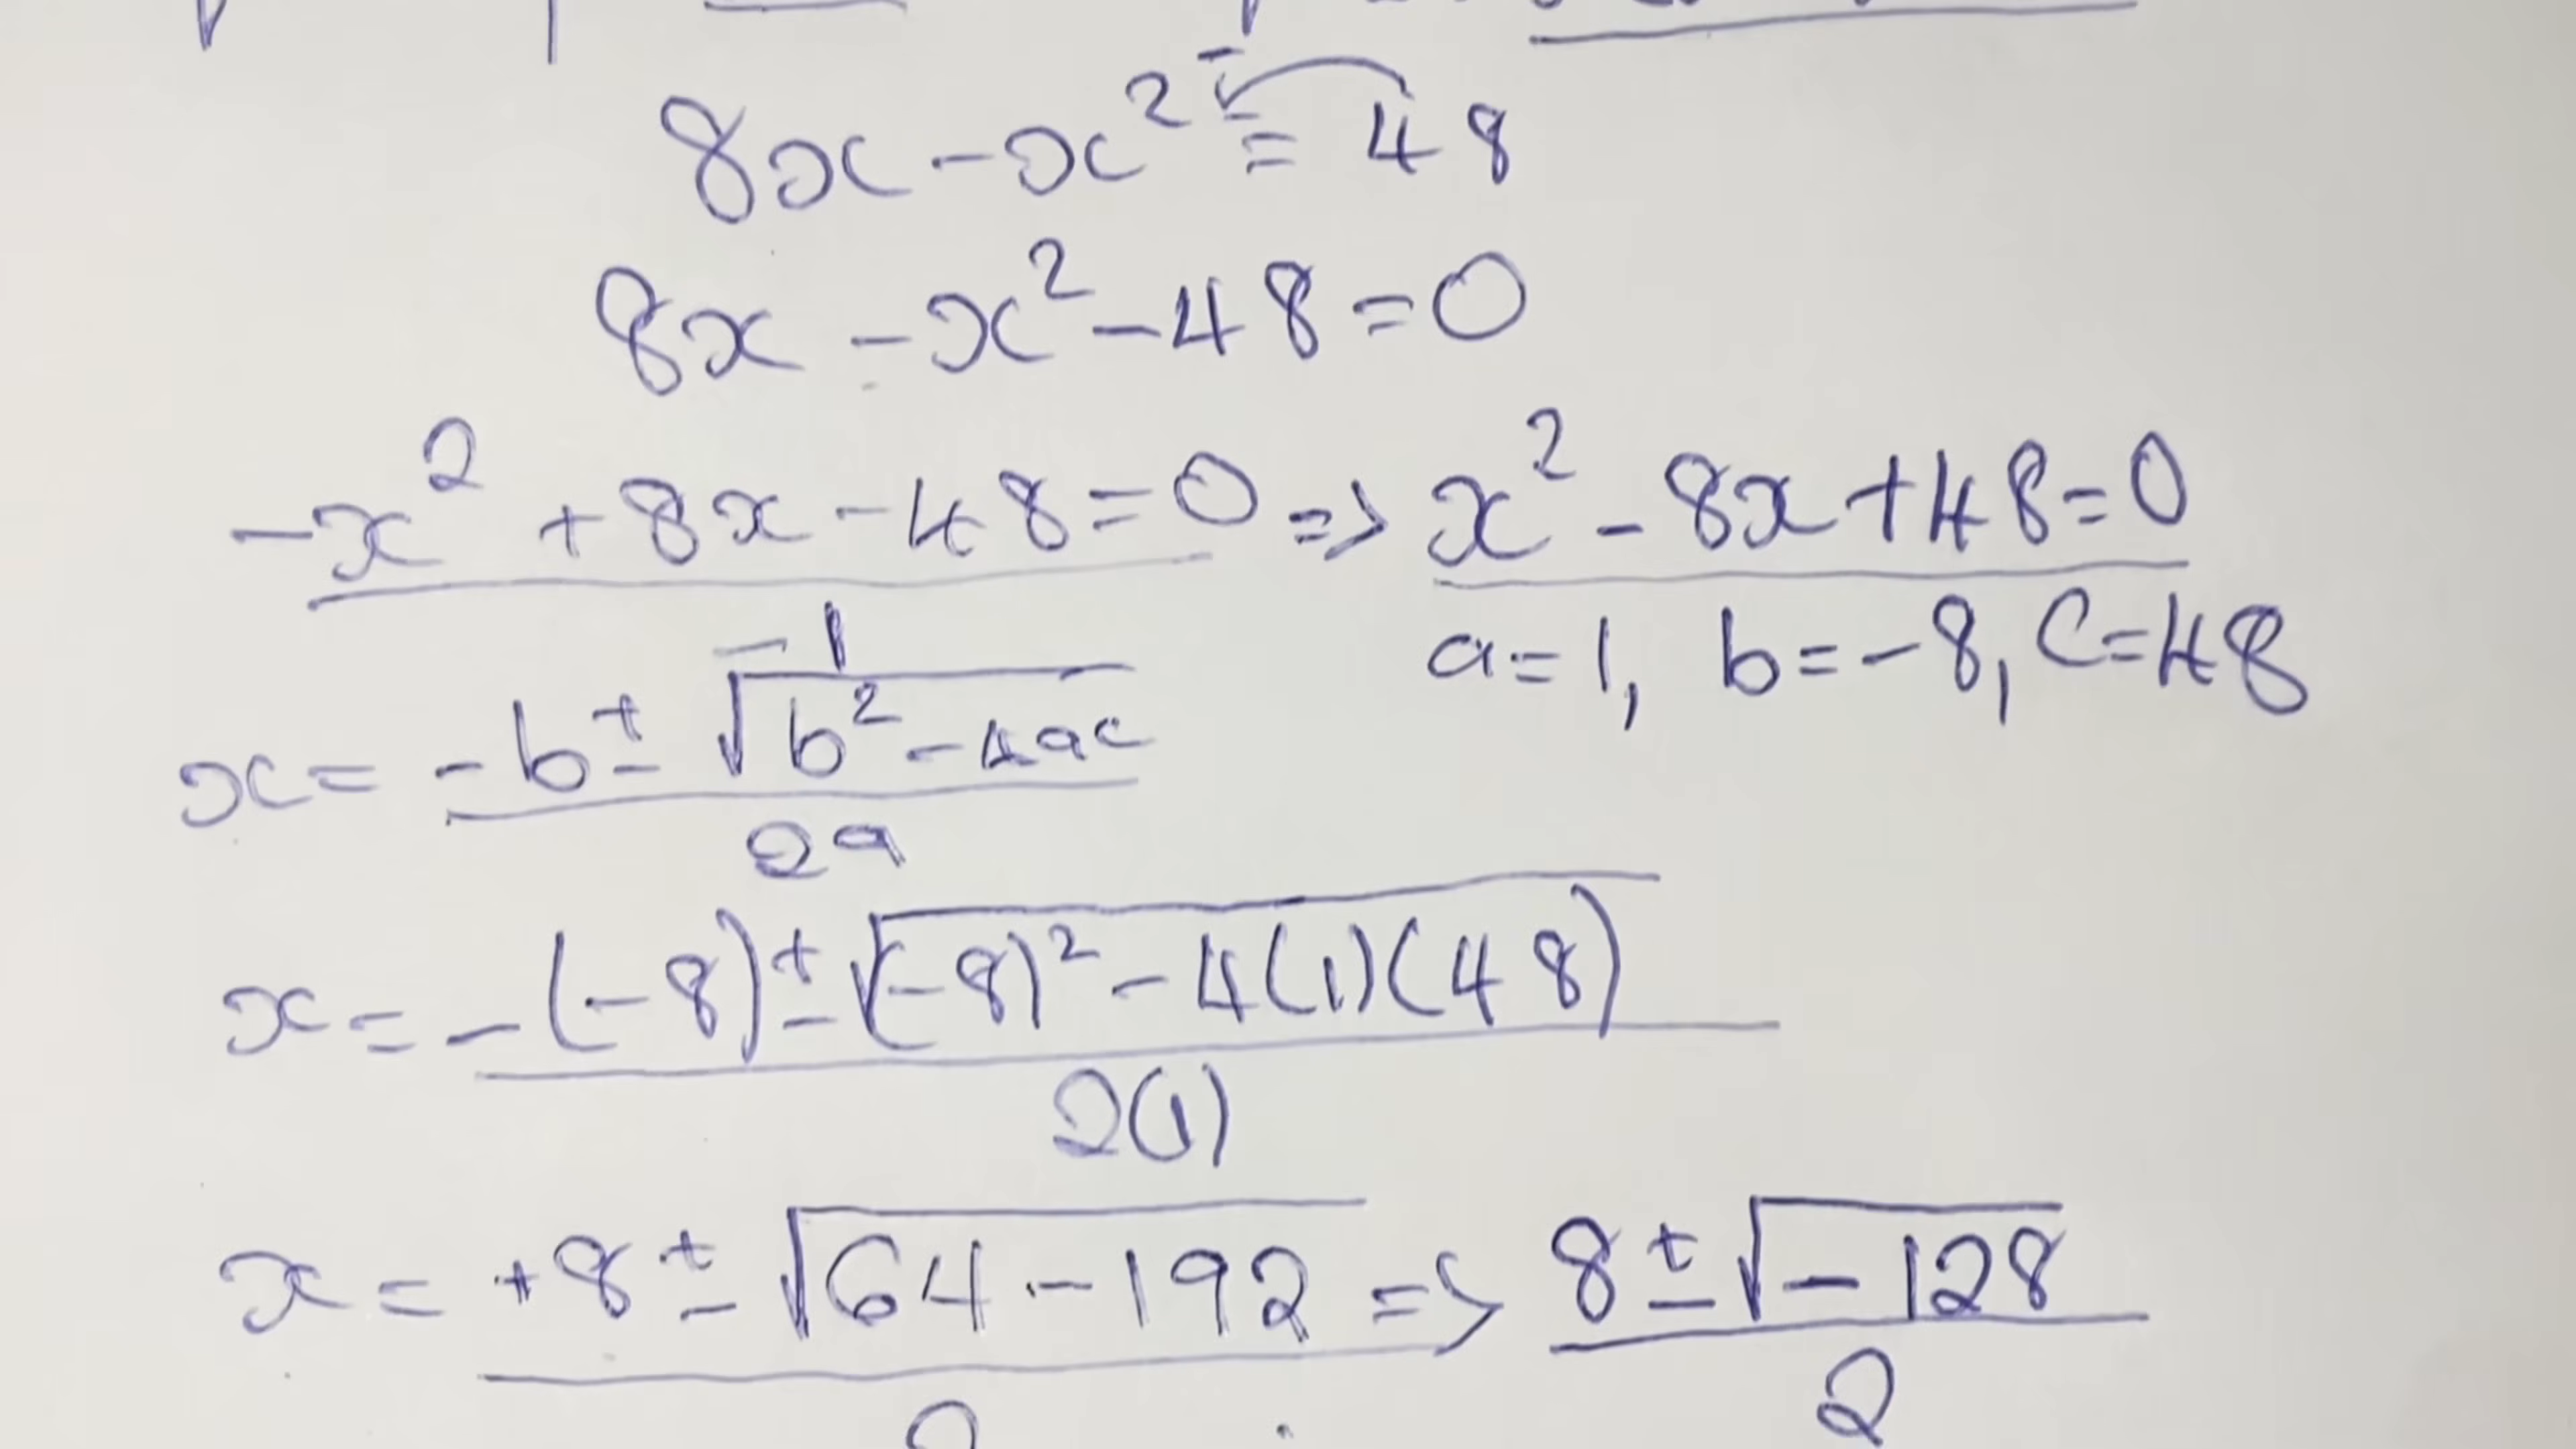 8x - x² = 48
8x - x² - 48 = 0
-x² + 8x - 48 = 0 => x² - 8x + 48 = 0
-1
a = 1, b = -8, c = 48
x = -b ± √b² - 4ac
2a
x = -(-8) ± √(-8)² - 4(1)(48)
2(1)
x = +8 ± √64 - 192 => 8 ± √-128
2